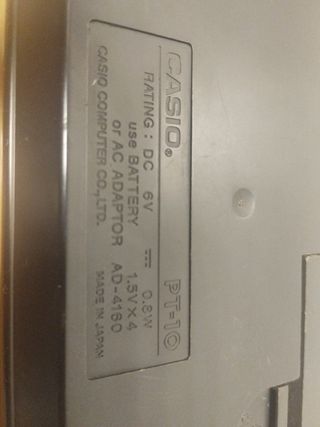 CASIO. PT-10
RATING : DC 6V ⎓ 0.8W
use BATTERY 1.5V×4
or AC ADAPTOR AD-4160
CASIO COMPUTER CO.,LTD. MADE IN JAPAN